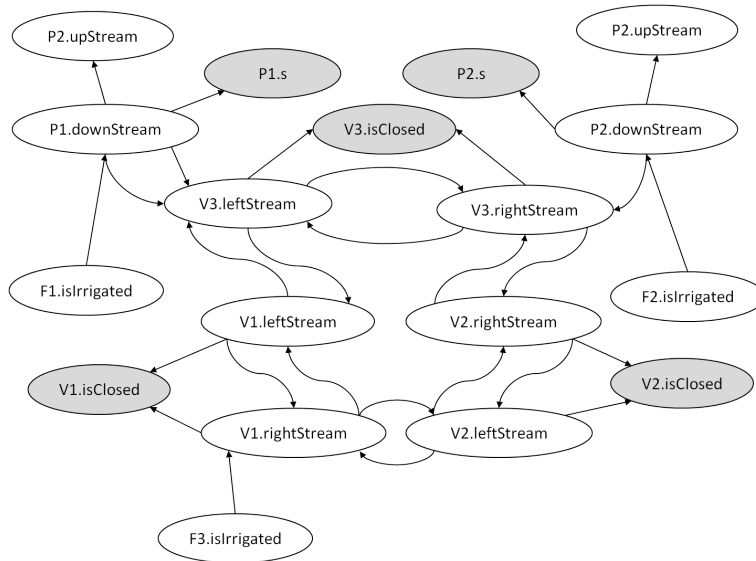 P2.upStream
P2.upStream
P1.s
P2.s
P1.downStream
V3.isClosed
P2.downStream
V3.leftStream
V3.rightStream
F1.isIrrigated
F2.isIrrigated
V1.leftStream
V2.rightStream
V1.isClosed
V2.isClosed
V1.rightStream
V2.leftStream
F3.isIrrigated